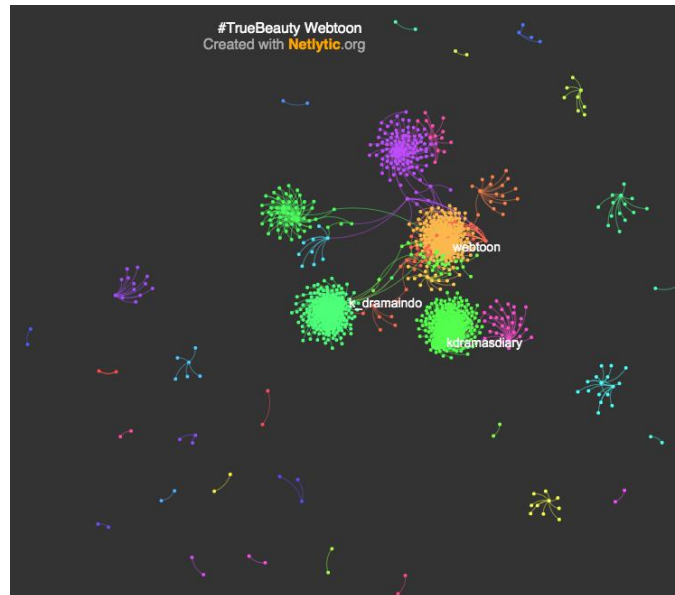 #TrueBeauty Webtoon
Created with Netlytic.org
webtoon
k_dramaindo
kdramasdiary